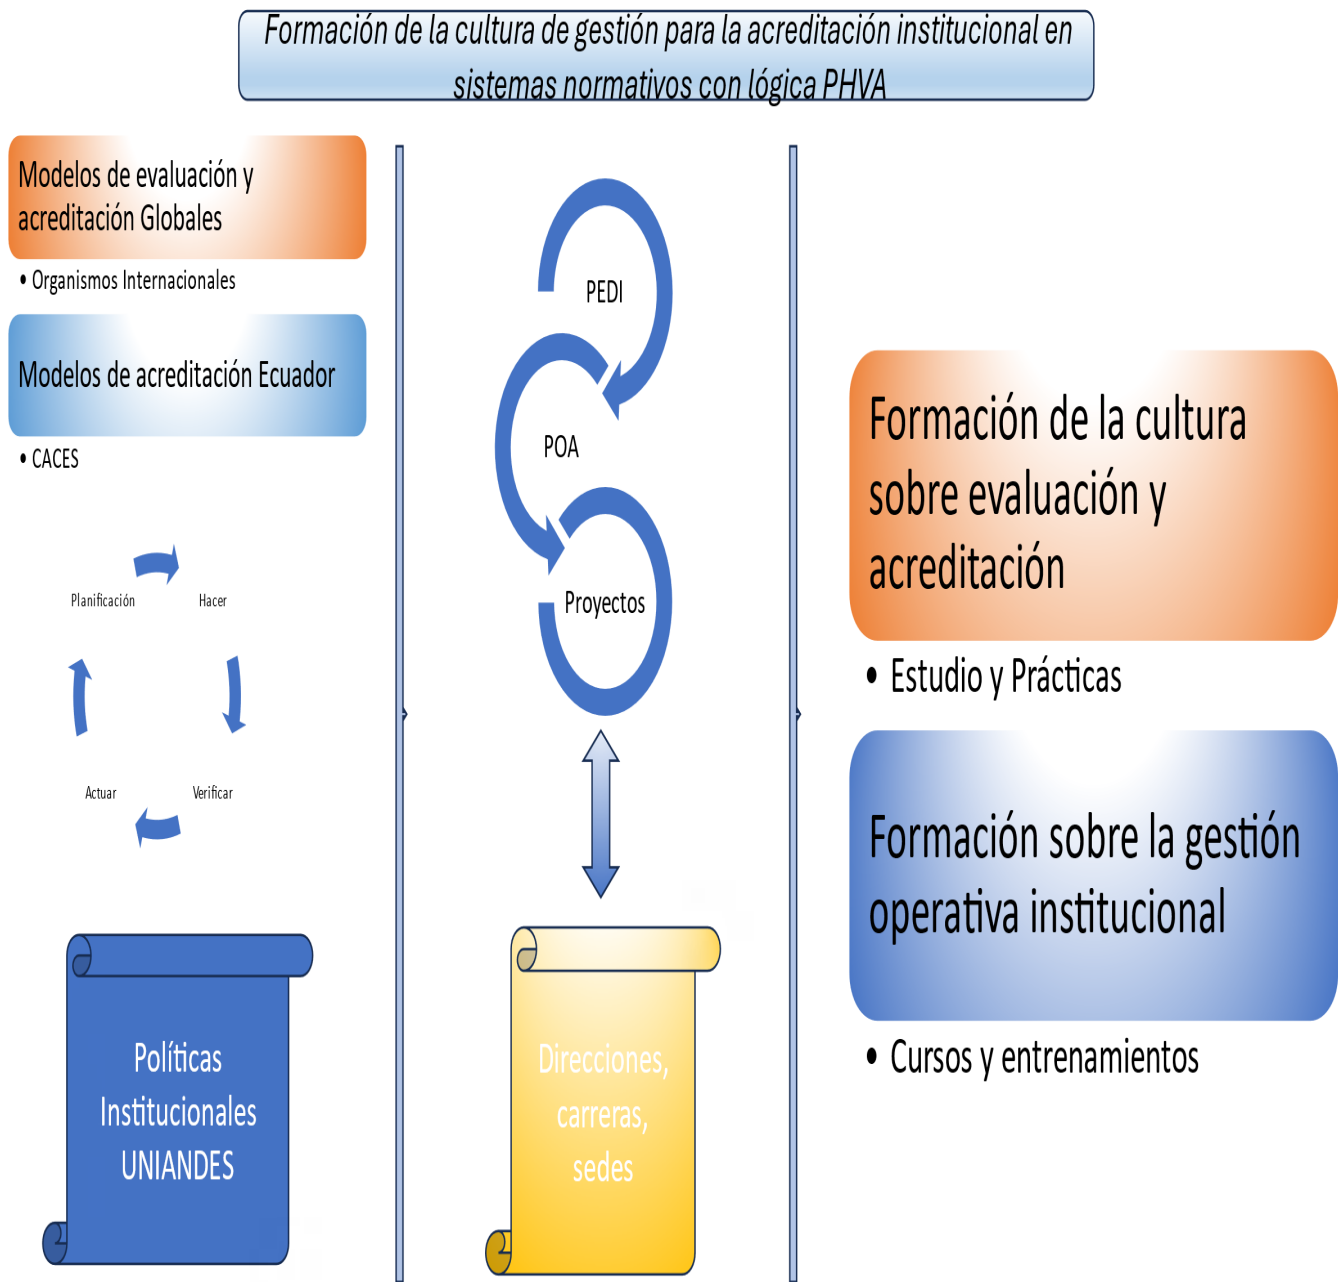 Formación de la cultura de gestión para la acreditación institucional en
sistemas normativos con lógica PHVA
Modelos de evaluación y
acreditación Globales
• Organismos Internacionales
Modelos de acreditación Ecuador
• CACES
Planificación
Hacer
Actuar
Verificar
Políticas
Institucionales
UNIANDES
PEDI
POA
Proyectos
Direcciones,
carreras,
sedes
Formación de la cultura
sobre evaluación y
acreditación
• Estudio y Prácticas
Formación sobre la gestión
operativa institucional
• Cursos y entrenamientos